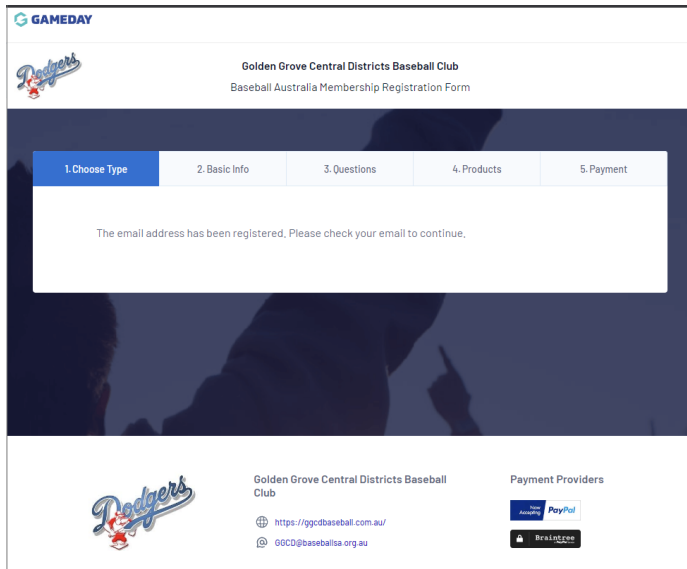 GAMEDAY
Dodgers
Golden Grove Central Districts Baseball Club
Baseball Australia Membership Registration Form
1. Choose Type
2. Basic Info
3. Questions
4. Products
5. Payment
The email address has been registered. Please check your email to continue.
Dodgers
Golden Grove Central Districts Baseball
Club
https://ggcdbaseball.com.au/
GGCD@baseballsa.org.au
Payment Providers
Now
Accepting
PayPal
Braintree